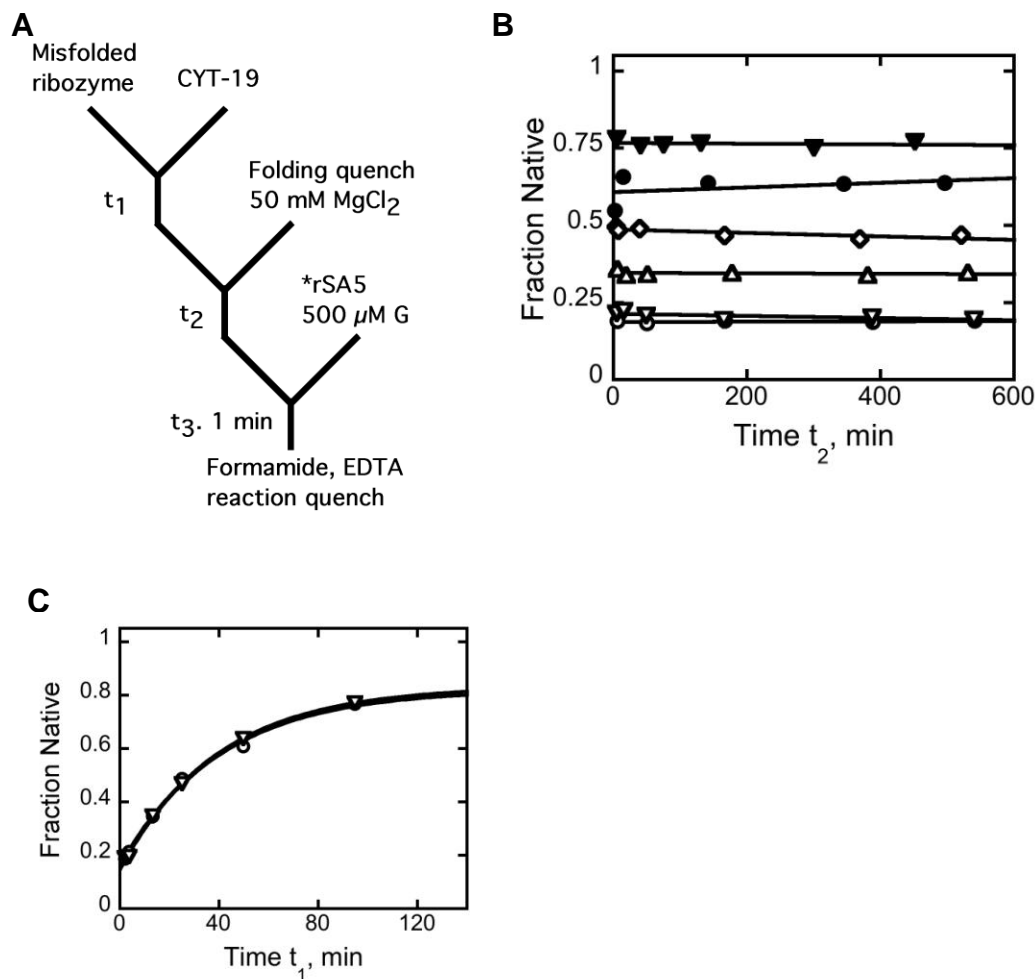 A
Misfolded
ribozyme
CYT-19
t1
Folding quench
50 mM MgCl2
t2
*rSA5
500 µM G
t3. 1 min
Formamide, EDTA
reaction quench
B
Fraction Native
1
0.75
0.5
0.25
0
0 200 400 600
Time t2, min
C
Fraction Native
1
0.8
0.6
0.4
0.2
0
0 40 80 120
Time t1, min